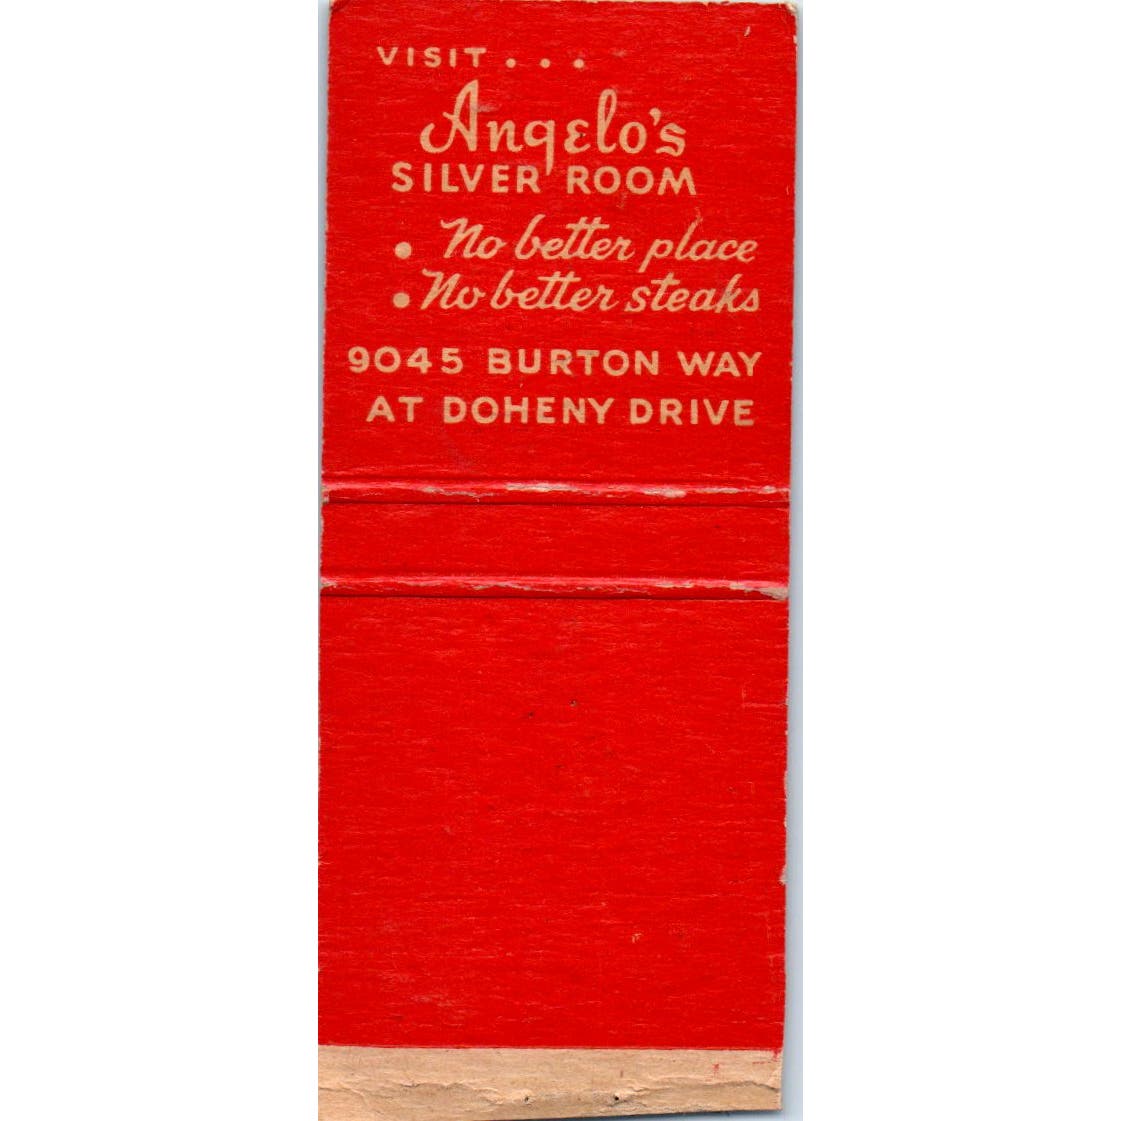 VISIT...
Angelo's
SILVER ROOM
• No better place
• No better steaks
9045 BURTON WAY
AT DOHENY DRIVE